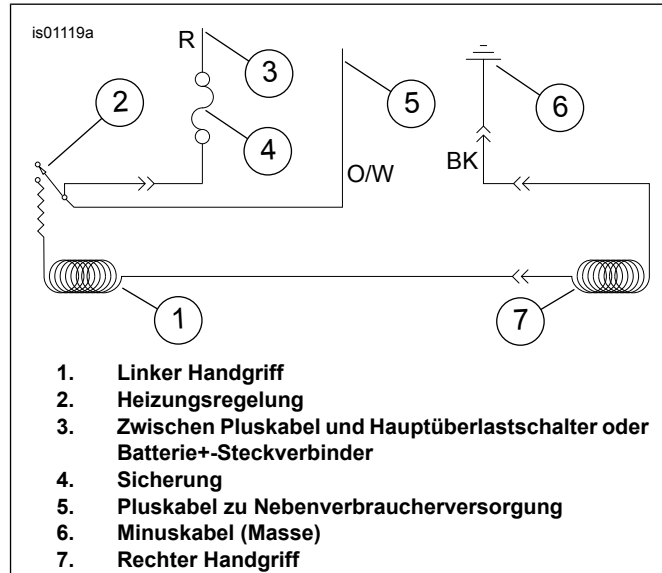 is01119a
R
3
2
5
6
4
O/W
BK
1
7
1. Linker Handgriff
2. Heizungsregelung
3. Zwischen Pluskabel und Hauptüberlastschalter oder
Batterie+-Steckverbinder
4. Sicherung
5. Pluskabel zu Nebenverbraucherversorgung
6. Minuskabel (Masse)
7. Rechter Handgriff